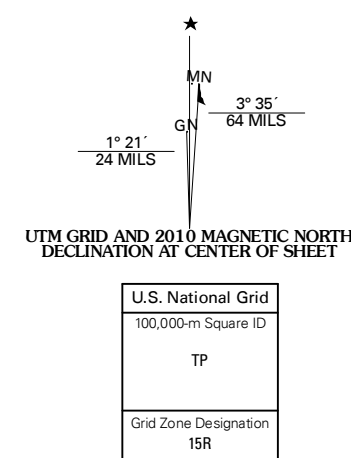 ★
MN
3° 35´
64 MILS
GN
1° 21´
24 MILS
UTM GRID AND 2010 MAGNETIC NORTH
DECLINATION AT CENTER OF SHEET
U.S. National Grid
100,000-m Square ID
TP
Grid Zone Designation
15R